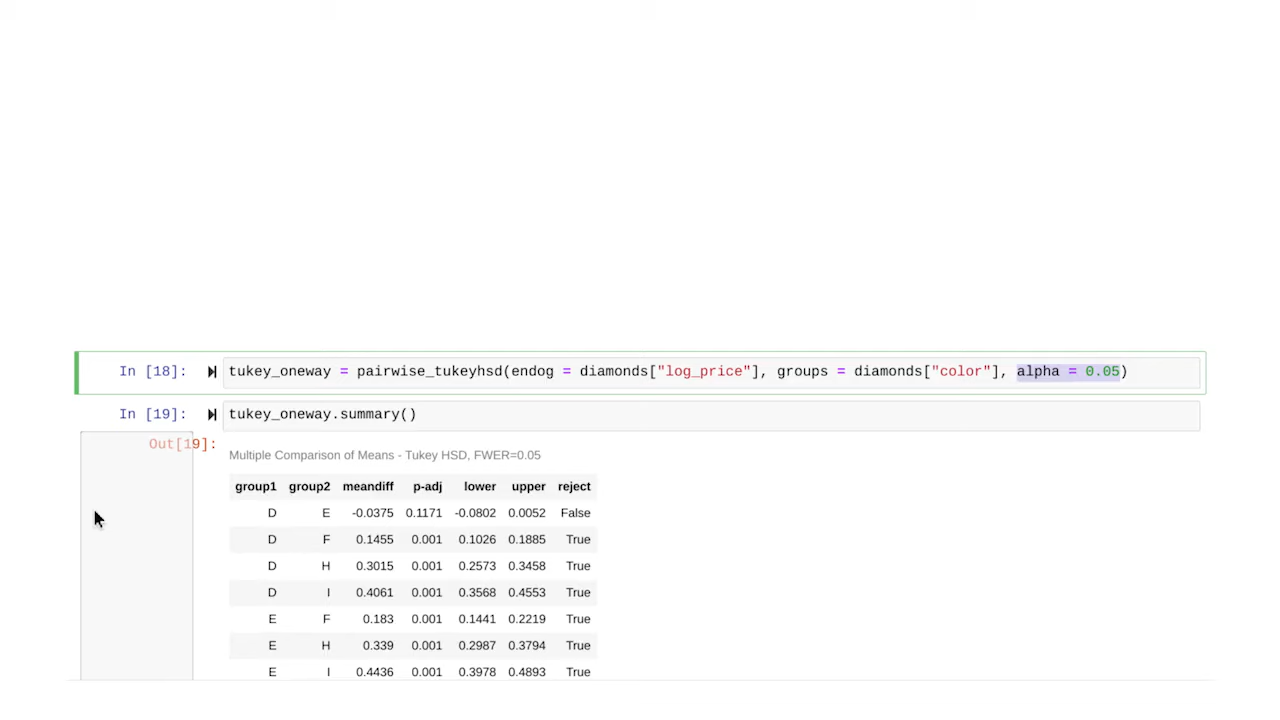 In [18]: tukey_oneway = pairwise_tukeyhsd(endog = diamonds["log_price"], groups = diamonds["color"], alpha = 0.05)
In [19]: tukey_oneway.summary()
Out[19]:
Multiple Comparison of Means - Tukey HSD, FWER=0.05
group1 group2 meandiff p-adj lower upper reject
D E -0.0375 0.1171 -0.0802 0.0052 False
D F 0.1455 0.001 0.1026 0.1885 True
D H 0.3015 0.001 0.2573 0.3458 True
D I 0.4061 0.001 0.3568 0.4553 True
E F 0.183 0.001 0.1441 0.2219 True
E H 0.339 0.001 0.2987 0.3794 True
E I 0.4436 0.001 0.3978 0.4893 True